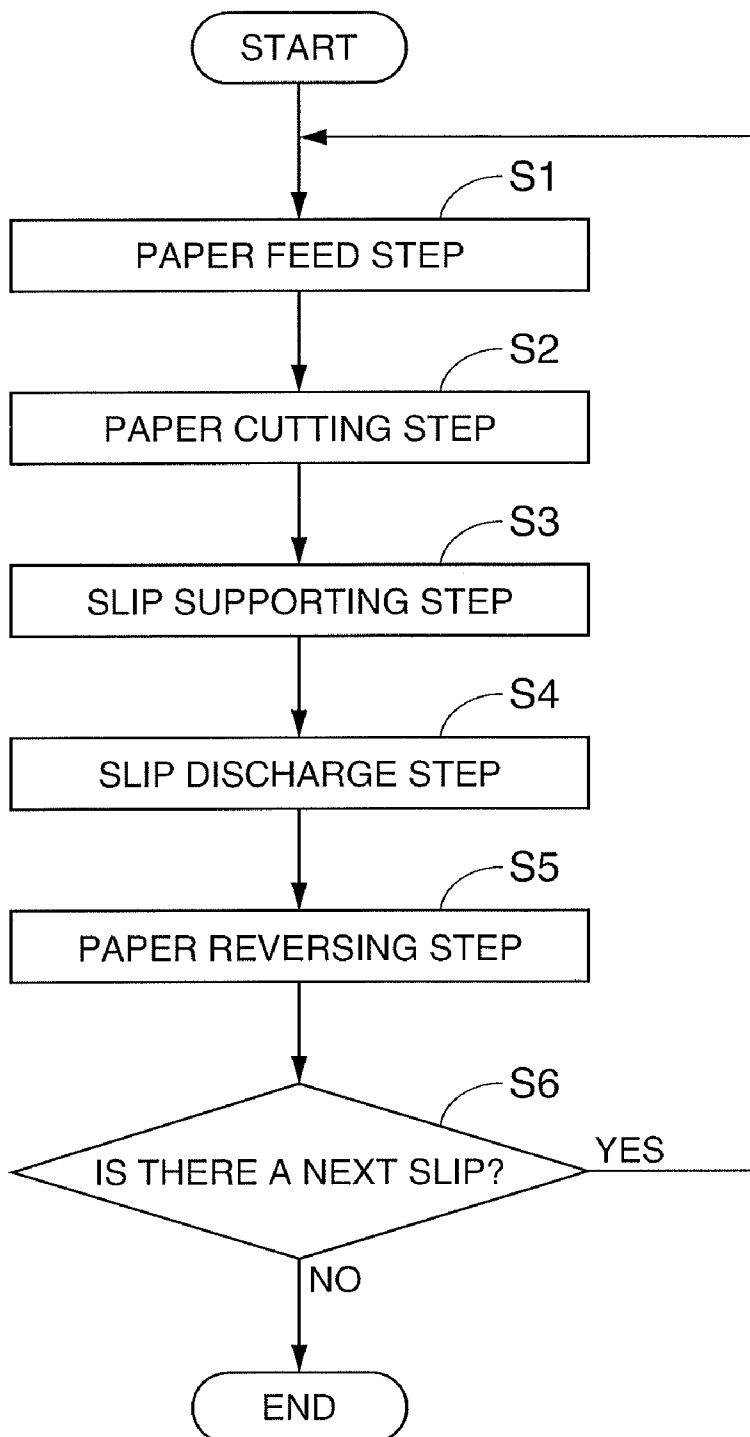 START
S1
PAPER FEED STEP
S2
PAPER CUTTING STEP
S3
SLIP SUPPORTING STEP
S4
SLIP DISCHARGE STEP
S5
PAPER REVERSING STEP
S6
IS THERE A NEXT SLIP?
YES
NO
END